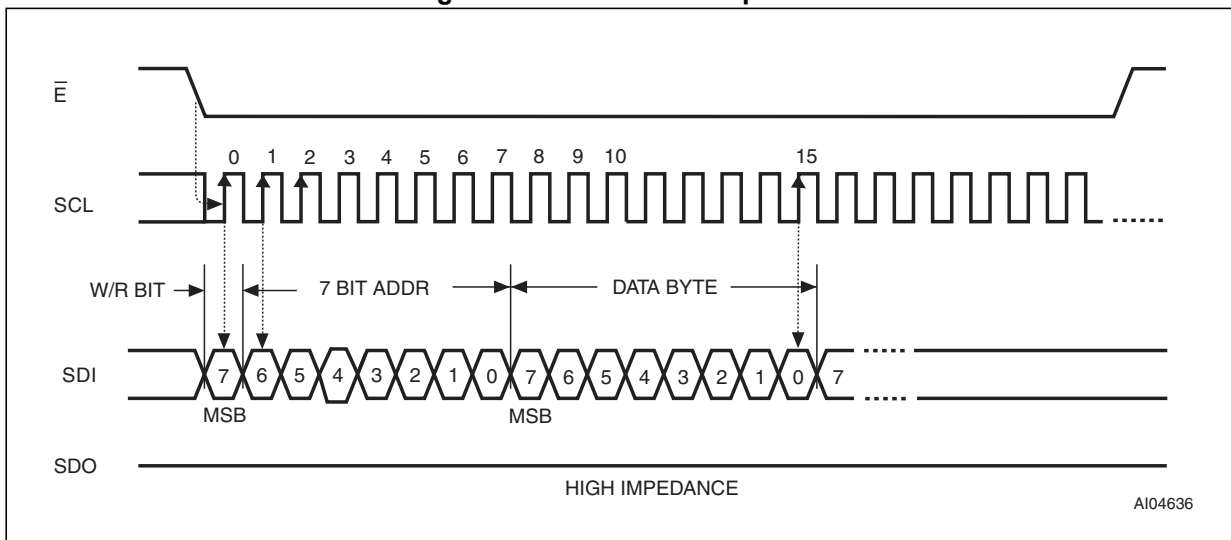 E̅
0 1 2 3 4 5 6 7 8 9 10 15
SCL
W/R BIT 7 BIT ADDR DATA BYTE
SDI 7 6 5 4 3 2 1 0 7 6 5 4 3 2 1 0 7
MSB MSB
SDO
HIGH IMPEDANCE
AI04636